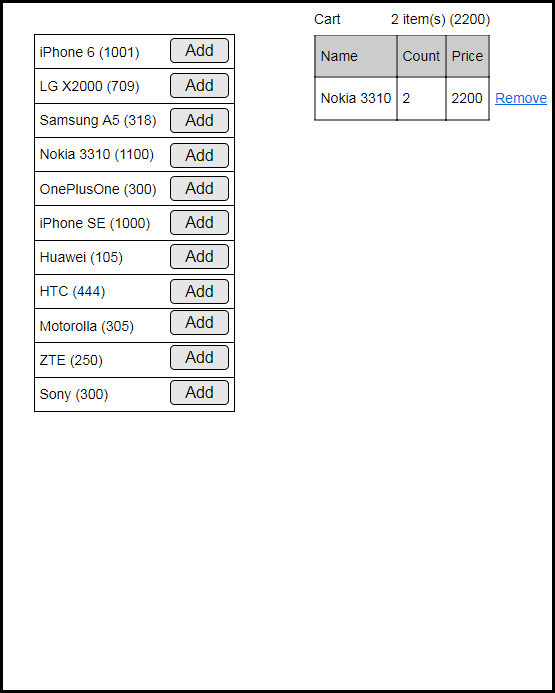 Cart 2 item(s) (2200)
Name Count Price
Nokia 3310 2 2200 Remove
iPhone 6 (1001) Add
LG X2000 (709) Add
Samsung A5 (318) Add
Nokia 3310 (1100) Add
OnePlusOne (300) Add
iPhone SE (1000) Add
Huawei (105) Add
HTC (444) Add
Motorolla (305) Add
ZTE (250) Add
Sony (300) Add